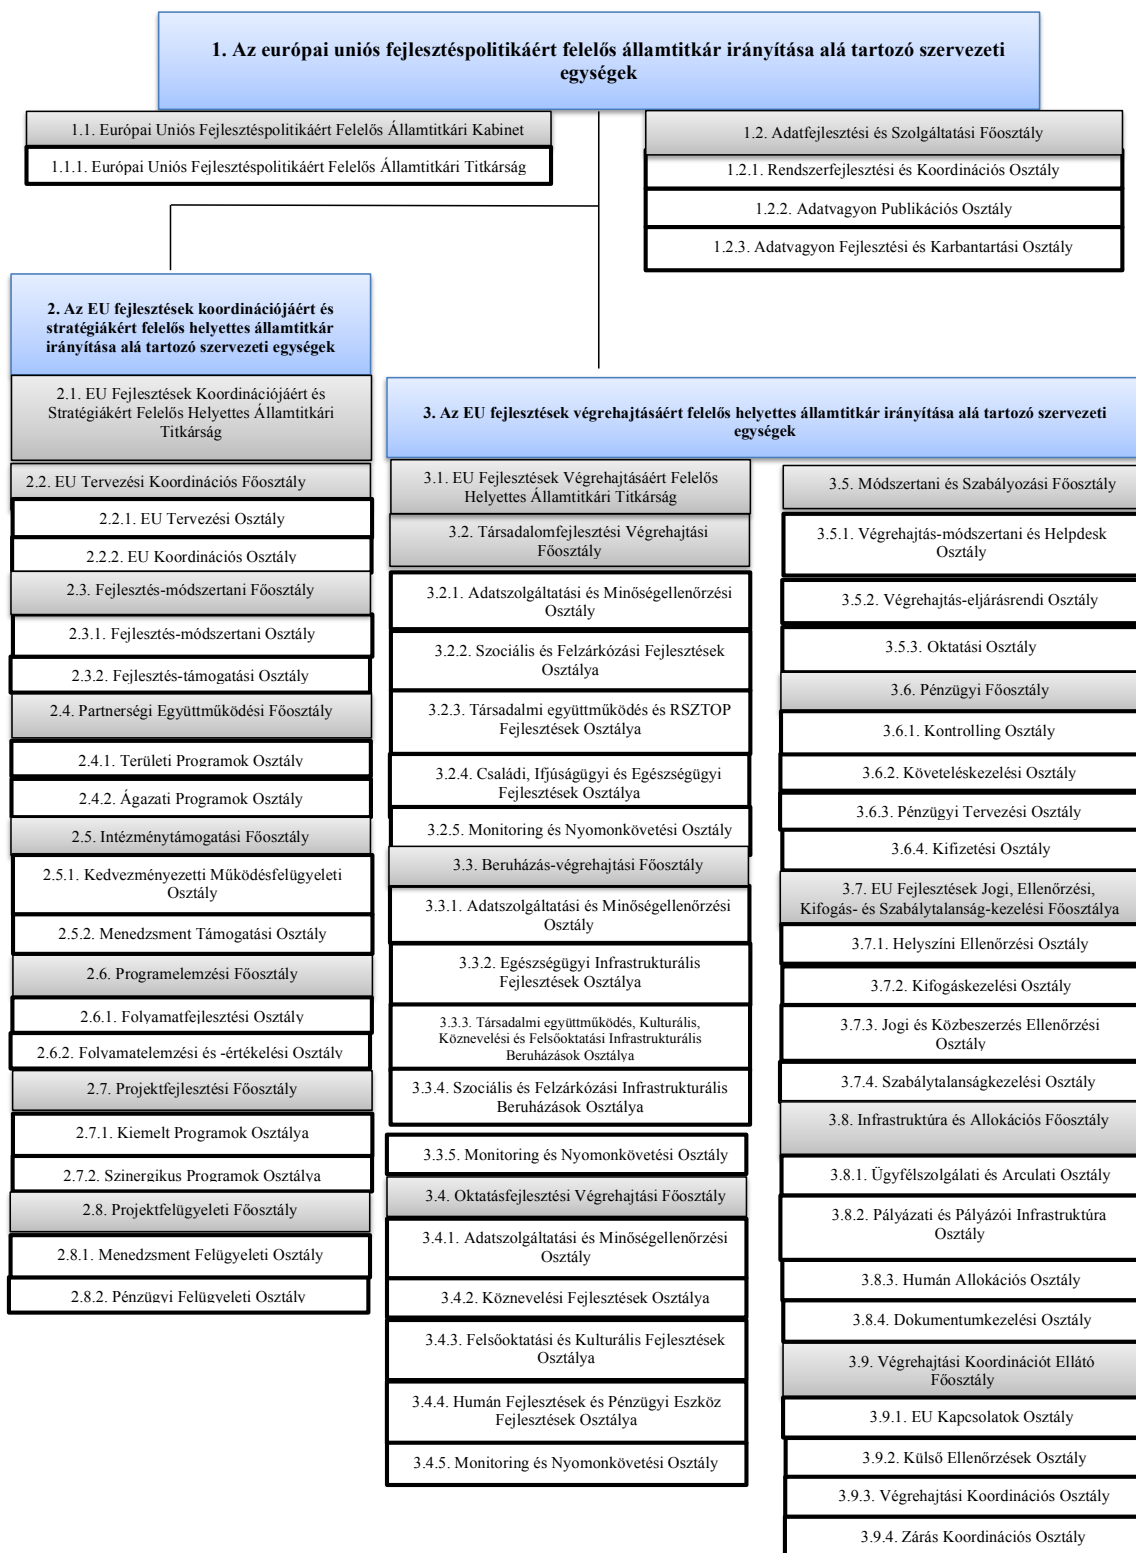 1. Az európai uniós fejlesztéspolitikáért felelős államtitkár irányítása alá tartozó szervezeti
egységek
1.1. Európai Uniós Fejlesztéspolitikáért Felelős Államtitkári Kabinet
1.1.1. Európai Uniós Fejlesztéspolitikáért Felelős Államtitkári Titkárság
1.2. Adatfejlesztési és Szolgáltatási Főosztály
1.2.1. Rendszerfejlesztési és Koordinációs Osztály
1.2.2. Adatvagyon Publikációs Osztály
1.2.3. Adatvagyon Fejlesztési és Karbantartási Osztály
2. Az EU fejlesztések koordinációjáért és
stratégiákért felelős helyettes államtitkár
irányítása alá tartozó szervezeti egységek
2.1. EU Fejlesztések Koordinációjáért és
Stratégiákért Felelős Helyettes Államtitkári
Titkárság
2.2. EU Tervezési Koordinációs Főosztály
2.2.1. EU Tervezési Osztály
2.2.2. EU Koordinációs Osztály
2.3. Fejlesztés-módszertani Főosztály
2.3.1. Fejlesztés-módszertani Osztály
2.3.2. Fejlesztés-támogatási Osztály
2.4. Partnerségi Együttműködési Főosztály
2.4.1. Területi Programok Osztály
2.4.2. Ágazati Programok Osztály
2.5. Intézménytámogatási Főosztály
2.5.1. Kedvezményezetti Működésfelügyeleti
Osztály
2.5.2. Menedzsment Támogatási Osztály
2.6. Programelemzési Főosztály
2.6.1. Folyamatfejlesztési Osztály
2.6.2. Folyamatelemzési és -értékelési Osztály
2.7. Projektfejlesztési Főosztály
2.7.1. Kiemelt Programok Osztálya
2.7.2. Szinergikus Programok Osztálya
2.8. Projektfelügyeleti Főosztály
2.8.1. Menedzsment Felügyeleti Osztály
2.8.2. Pénzügyi Felügyeleti Osztály
3. Az EU fejlesztések végrehajtásáért felelős helyettes államtitkár irányítása alá tartozó szervezeti
egységek
3.1. EU Fejlesztések Végrehajtásáért Felelős
Helyettes Államtitkári Titkárság
3.2. Társadalomfejlesztési Végrehajtási
Főosztály
3.2.1. Adatszolgáltatási és Minőségellenőrzési
Osztály
3.2.2. Szociális és Felzárkózási Fejlesztések
Osztálya
3.2.3. Társadalmi együttműködés és RSZTOP
Fejlesztések Osztálya
3.2.4. Családi, Ifjúságügyi és Egészségügyi
Fejlesztések Osztálya
3.2.5. Monitoring és Nyomonkövetési Osztály
3.3. Beruházás-végrehajtási Főosztály
3.3.1. Adatszolgáltatási és Minőségellenőrzési
Osztály
3.3.2. Egészségügyi Infrastrukturális
Fejlesztések Osztálya
3.3.3. Társadalmi együttműködés, Kulturális,
Köznevelési és Felsőoktatási Infrastrukturális
Beruházások Osztálya
3.3.4. Szociális és Felzárkózási Infrastrukturális
Beruházások Osztálya
3.3.5. Monitoring és Nyomonkövetési Osztály
3.4. Oktatásfejlesztési Végrehajtási Főosztály
3.4.1. Adatszolgáltatási és Minőségellenőrzési
Osztály
3.4.2. Köznevelési Fejlesztések Osztálya
3.4.3. Felsőoktatási és Kulturális Fejlesztések
Osztálya
3.4.4. Humán Fejlesztések és Pénzügyi Eszköz
Fejlesztések Osztálya
3.4.5. Monitoring és Nyomonkövetési Osztály
3.5. Módszertani és Szabályozási Főosztály
3.5.1. Végrehajtás-módszertani és Helpdesk
Osztály
3.5.2. Végrehajtás-eljárásrendi Osztály
3.5.3. Oktatási Osztály
3.6. Pénzügyi Főosztály
3.6.1. Kontrolling Osztály
3.6.2. Követeléskezelési Osztály
3.6.3. Pénzügyi Tervezési Osztály
3.6.4. Kifizetési Osztály
3.7. EU Fejlesztések Jogi, Ellenőrzési,
Kifogás- és Szabálytalanság-kezelési Főosztálya
3.7.1. Helyszíni Ellenőrzési Osztály
3.7.2. Kifogáskezelési Osztály
3.7.3. Jogi és Közbeszerzés Ellenőrzési
Osztály
3.7.4. Szabálytalanságkezelési Osztály
3.8. Infrastruktúra és Allokációs Főosztály
3.8.1. Ügyfélszolgálati és Arculati Osztály
3.8.2. Pályázati és Pályázói Infrastruktúra
Osztály
3.8.3. Humán Allokációs Osztály
3.8.4. Dokumentumkezelési Osztály
3.9. Végrehajtási Koordinációt Ellátó
Főosztály
3.9.1. EU Kapcsolatok Osztály
3.9.2. Külső Ellenőrzések Osztály
3.9.3. Végrehajtási Koordinációs Osztály
3.9.4. Zárás Koordinációs Osztály